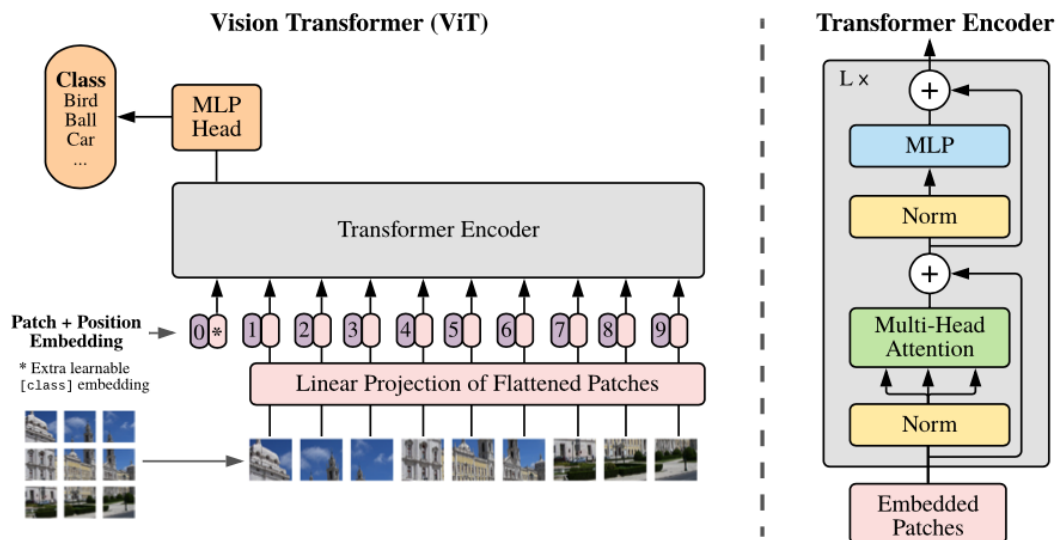 Vision Transformer (ViT)
Class
Bird
Ball
Car
...
MLP
Head
Transformer Encoder
Patch + Position
Embedding
0 * 1 2 3 4 5 6 7 8 9
* Extra learnable
[class] embedding
Linear Projection of Flattened Patches
Transformer Encoder
L ×
+
MLP
Norm
+
Multi-Head
Attention
Norm
Embedded
Patches